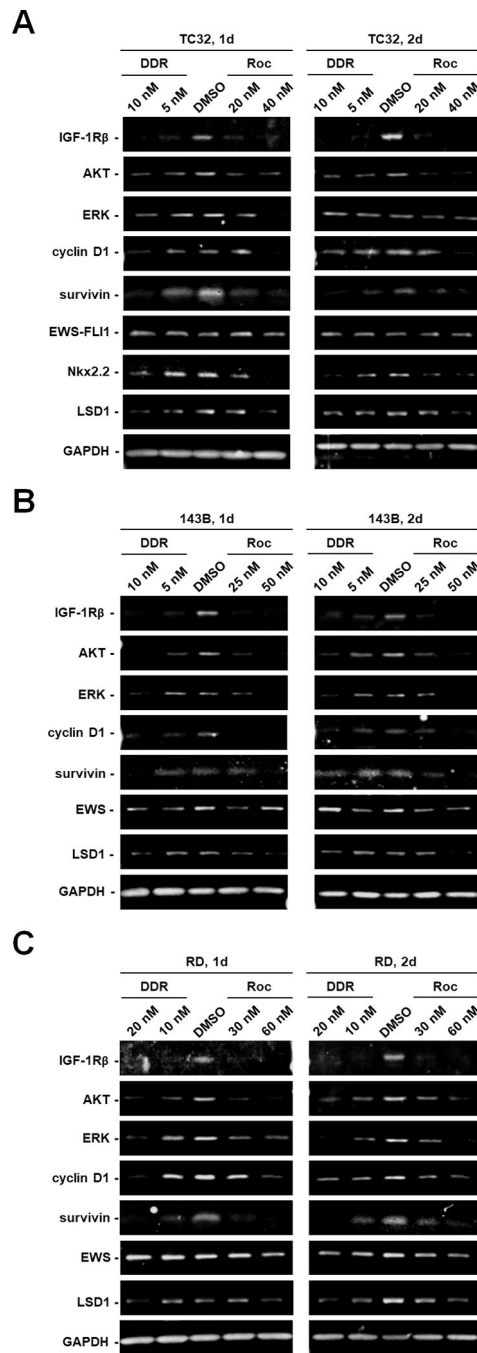 A
TC32, 1d TC32, 2d
DDR Roc DDR Roc
10 nM 5 nM DMSO 20 nM 40 nM 10 nM 5 nM DMSO 20 nM 40 nM
IGF-1Rβ -
AKT -
ERK -
cyclin D1 -
survivin -
EWS-FLI1 -
Nkx2.2 -
LSD1 -
GAPDH -
B
143B, 1d 143B, 2d
DDR Roc DDR Roc
10 nM 5 nM DMSO 25 nM 50 nM 10 nM 5 nM DMSO 25 nM 50 nM
IGF-1Rβ -
AKT -
ERK -
cyclin D1 -
survivin -
EWS -
LSD1 -
GAPDH -
C
RD, 1d RD, 2d
DDR Roc DDR Roc
20 nM 10 nM DMSO 30 nM 60 nM 20 nM 10 nM DMSO 30 nM 60 nM
IGF-1Rβ -
AKT -
ERK -
cyclin D1 -
survivin -
EWS -
LSD1 -
GAPDH -